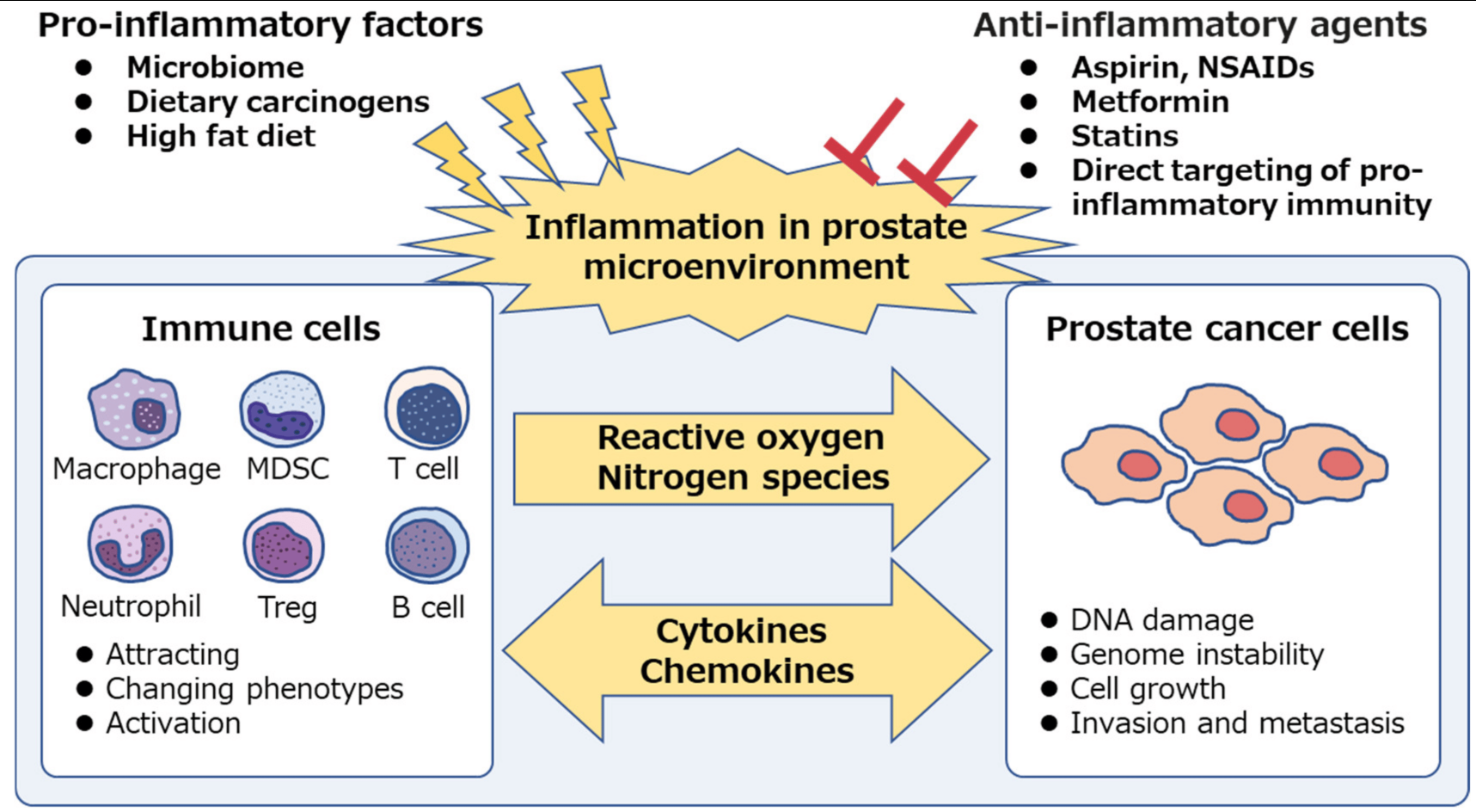 Pro-inflammatory factors
● Microbiome
● Dietary carcinogens
● High fat diet
Anti-inflammatory agents
● Aspirin, NSAIDs
● Metformin
● Statins
● Direct targeting of pro-
inflammatory immunity
Inflammation in prostate
microenvironment
Immune cells
Macrophage MDSC T cell
Neutrophil Treg B cell
● Attracting
● Changing phenotypes
● Activation
Reactive oxygen
Nitrogen species
Cytokines
Chemokines
Prostate cancer cells
● DNA damage
● Genome instability
● Cell growth
● Invasion and metastasis